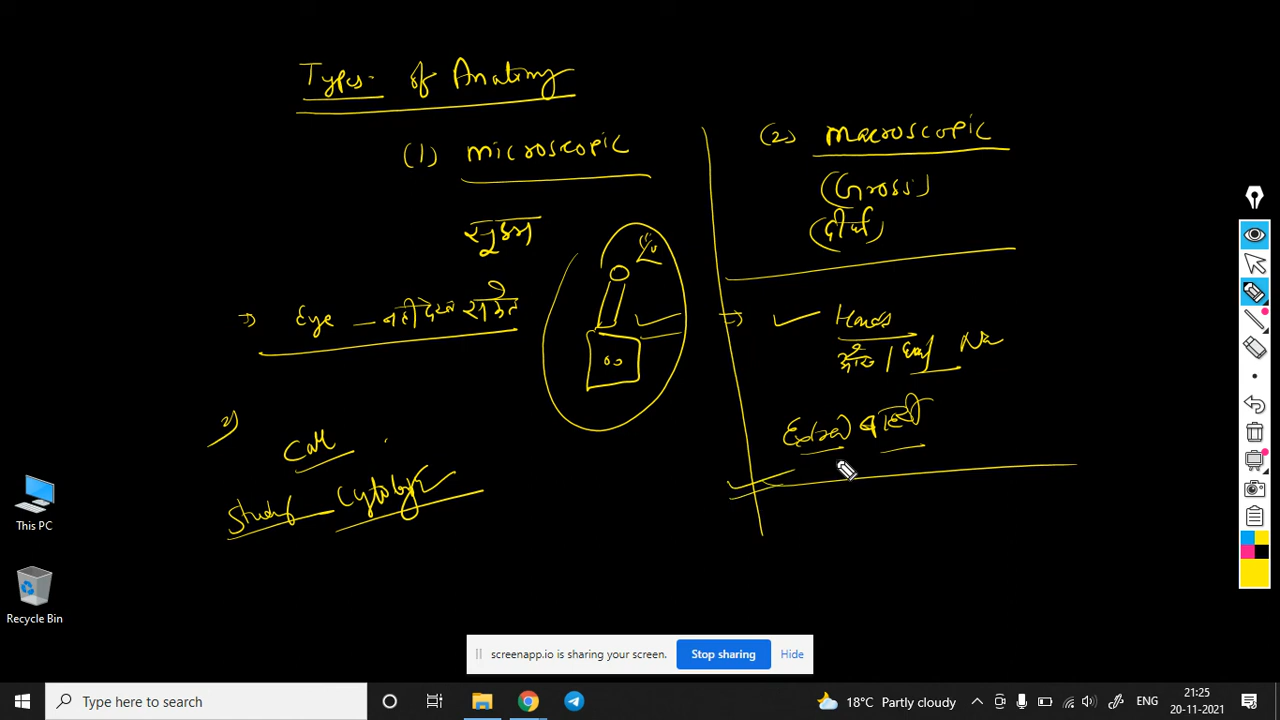 Types of Anatomy
(1) microscopic
सूक्ष्म
Eye — नही देख सकते
Cell
Study — Cytology
(2) macroscopic
(Gross)
(दीर्घ)
Hands
बाहरी
This PC
Recycle Bin
screenapp.io is sharing your screen.
Stop sharing
Hide
Type here to search
18°C Partly cloudy
ENG
21:25
20-11-2021